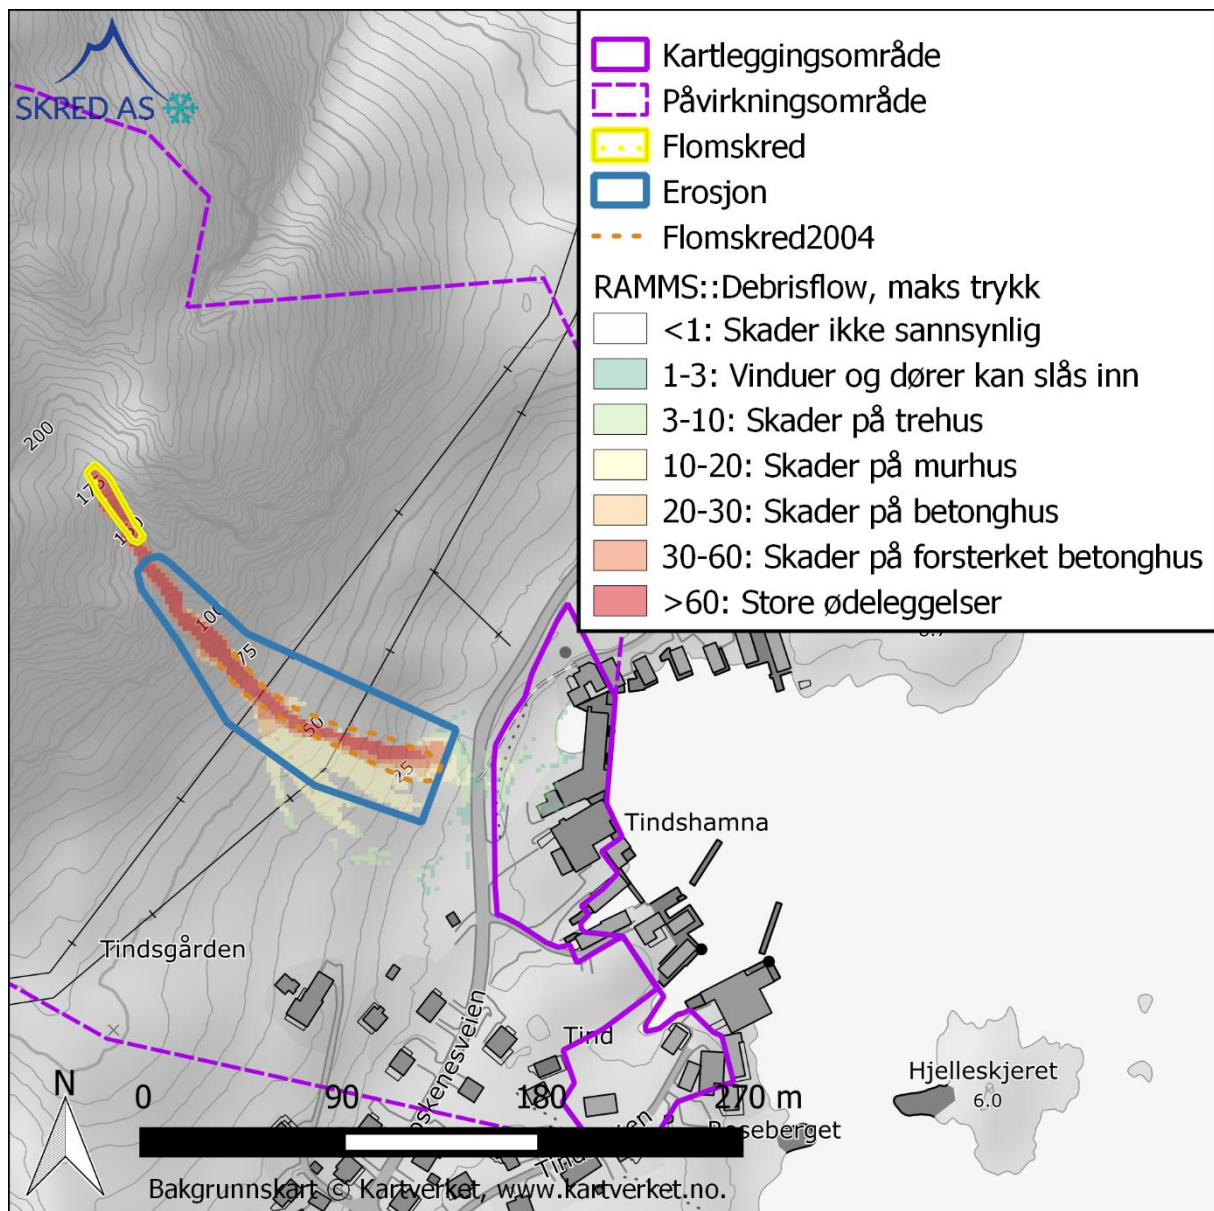 SKRED AS
Kartleggingsområde
Påvirkningsområde
Flomskred
Erosjon
Flomskred2004
RAMMS::Debrisflow, maks trykk
<1: Skader ikke sannsynlig
1-3: Vinduer og dører kan slås inn
3-10: Skader på trehus
10-20: Skader på murhus
20-30: Skader på betonghus
30-60: Skader på forsterket betonghus
>60: Store ødeleggelser
200
175
100
75
50
25
Tindshamna
Tindsgården
Tind
Hjelleskjeret
6.0
N
0
90
180
270 m
Bakgrunnskart © Kartverket, www.kartverket.no.